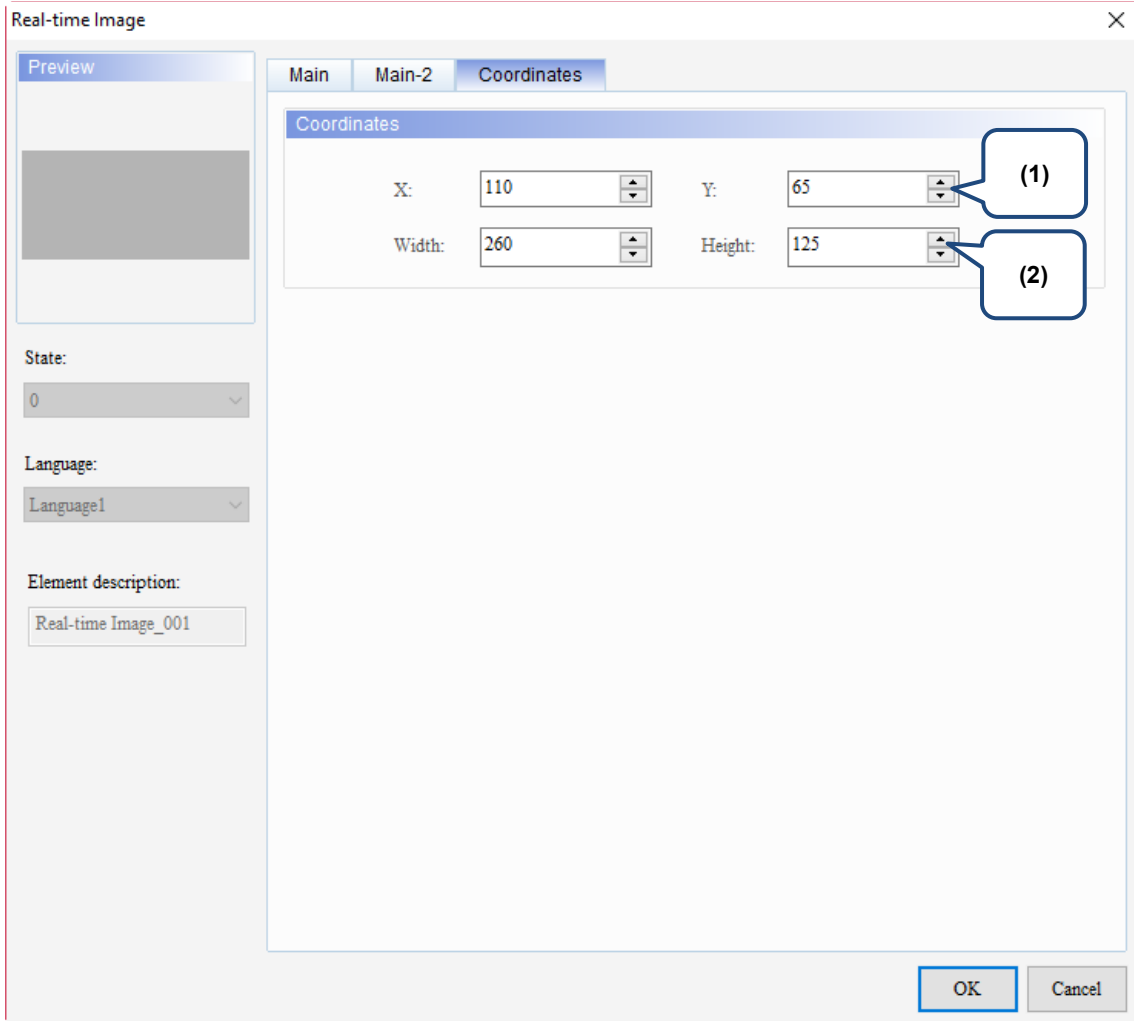 Real-time Image
Preview
Main Main-2 Coordinates
Coordinates
X: 110 Y: 65
(1)
Width: 260 Height: 125
(2)
State:
0
Language:
Language1
Element description:
Real-time Image_001
OK Cancel